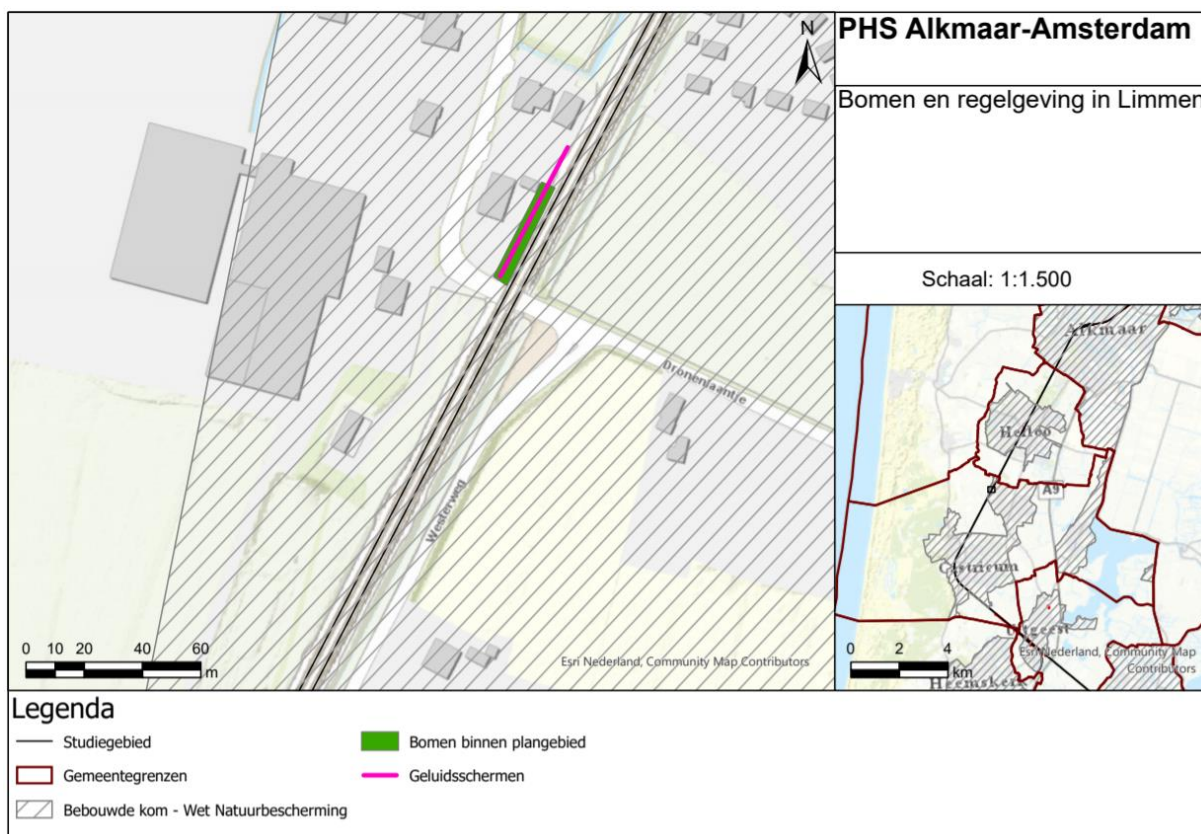 PHS Alkmaar-Amsterdam
Bomen en regelgeving in Limmen
Schaal: 1:1.500
N
Dronenlaantje
Westerweg
0 10 20 40 60
m
Esri Nederland, Community Map Contributors
Alkmaar
Heiloo
A9
Castricum
Uitgeest
Heemskerk
0 2 4
km
Esri Nederland, Community Map
Contributors
Legenda
Studiegebied
Bomen binnen plangebied
Gemeentegrenzen
Geluidsschermen
Bebouwde kom - Wet Natuurbescherming